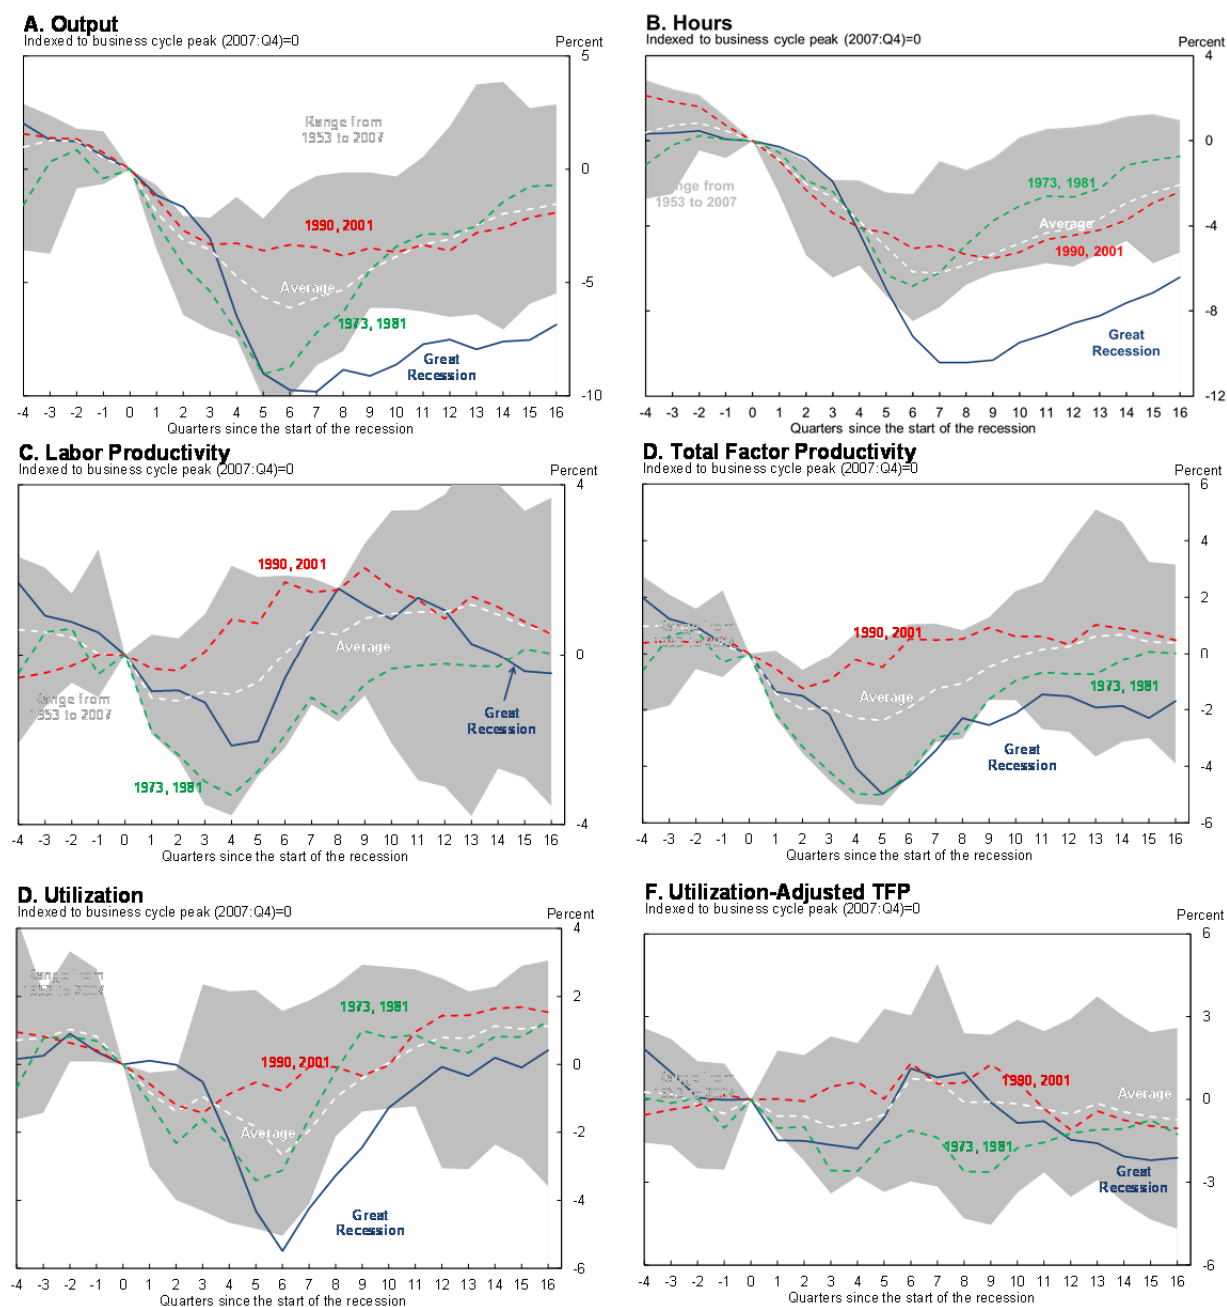 A. Output
Indexed to business cycle peak (2007:Q4)=0
Percent
5
0
-5
-10
Range from
1953 to 2007
1990, 2001
Average
1973, 1981
Great
Recession
-4 -3 -2 -1 0 1 2 3 4 5 6 7 8 9 10 11 12 13 14 15 16
Quarters since the start of the recession
B. Hours
Indexed to business cycle peak (2007:Q4)=0
Percent
4
0
-4
-8
-12
nge from
1953 to 2007
1973, 1981
Average
1990, 2001
Great
Recession
-4 -3 -2 -1 0 1 2 3 4 5 6 7 8 9 10 11 12 13 14 15 16
Quarters since the start of the recession
C. Labor Productivity
Indexed to business cycle peak (2007:Q4)=0
Percent
4
0
-4
1990, 2001
Average
Range from
1953 to 2007
Great
Recession
1973, 1981
-4 -3 -2 -1 0 1 2 3 4 5 6 7 8 9 10 11 12 13 14 15 16
Quarters since the start of the recession
D. Total Factor Productivity
Indexed to business cycle peak (2007:Q4)=0
Percent
6
4
2
0
-2
-4
-6
1990, 2001
Average
1973, 1981
Great
Recession
-4 -3 -2 -1 0 1 2 3 4 5 6 7 8 9 10 11 12 13 14 15 16
Quarters since the start of the recession
D. Utilization
Indexed to business cycle peak (2007:Q4)=0
Percent
4
2
0
-2
-4
-6
Range from
1973, 1981
1990, 2001
Average
Great
Recession
-4 -3 -2 -1 0 1 2 3 4 5 6 7 8 9 10 11 12 13 14 15 16
Quarters since the start of the recession
F. Utilization-Adjusted TFP
Indexed to business cycle peak (2007:Q4)=0
Percent
6
3
0
-3
-6
1990, 2001
Average
1973, 1981
Great
Recession
-4 -3 -2 -1 0 1 2 3 4 5 6 7 8 9 10 11 12 13 14 15 16
Quarters since the start of the recession